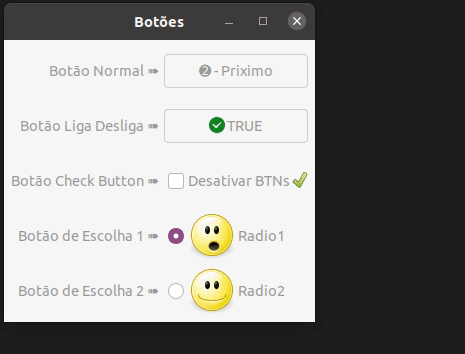 Botões
Botão Normal ➠ ❷ - Priximo
Botão Liga Desliga ➠ TRUE
Botão Check Button ➠ Desativar BTNs
Botão de Escolha 1 ➠ Radio1
Botão de Escolha 2 ➠ Radio2